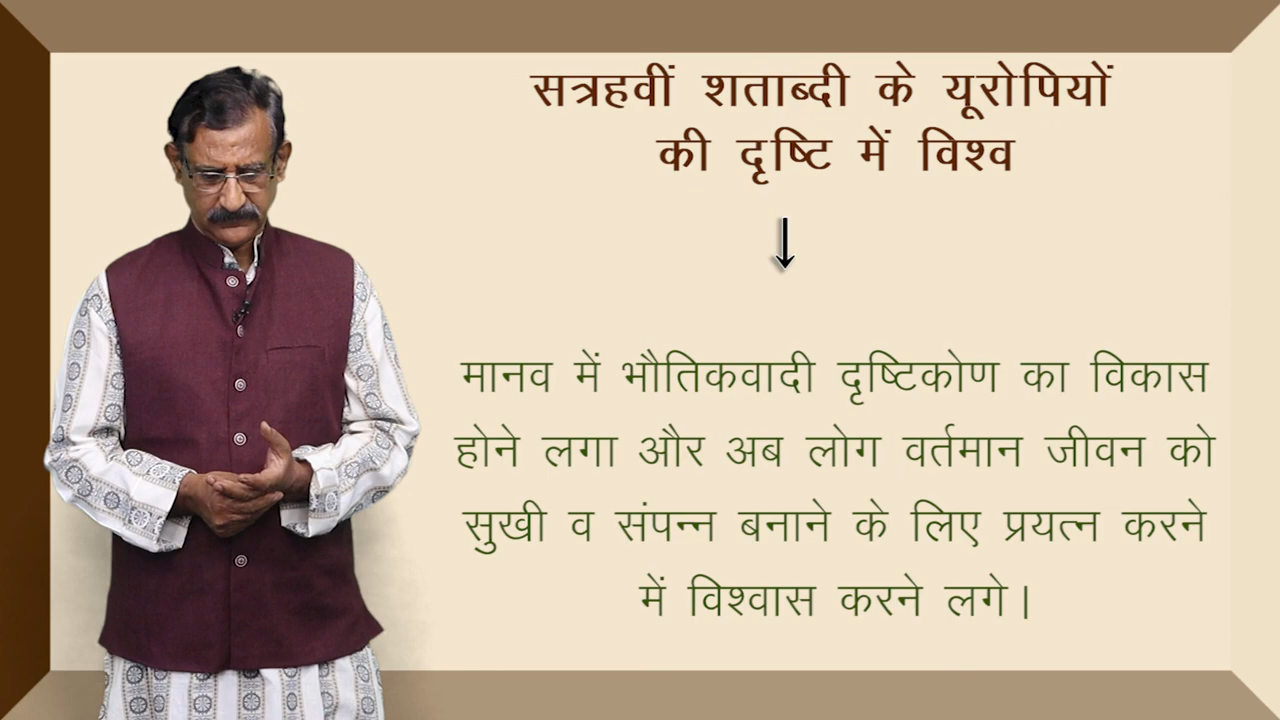 सत्रहवीं शताब्दी के यूरोपियों
की दृष्टि में विश्व
मानव में भौतिकवादी दृष्टिकोण का विकास
होने लगा और अब लोग वर्तमान जीवन को
सुखी व संपन्न बनाने के लिए प्रयत्न करने
में विश्वास करने लगे।